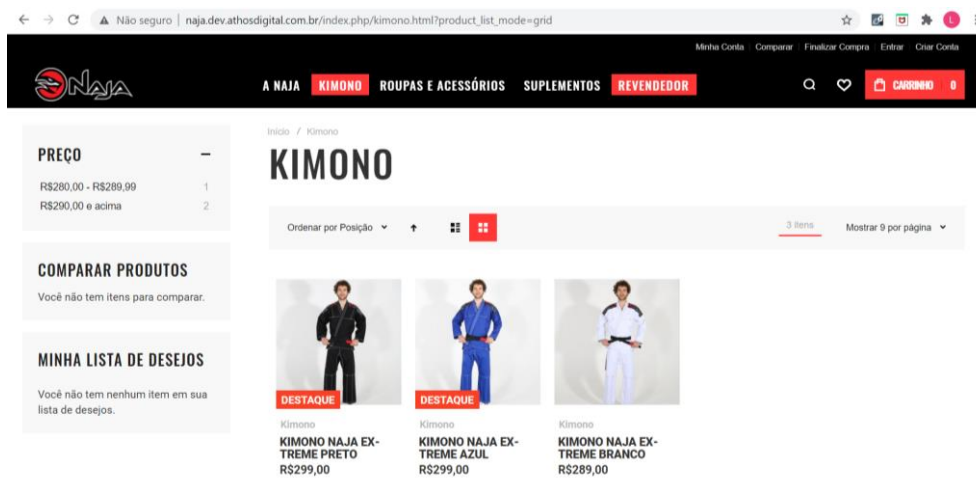 Não seguro | naja.dev.athosdigital.com.br/index.php/kimono.html?product_list_mode=grid
L
Minha Conta Comparar Finalizar Compra Entrar Criar Conta
NAJA
A NAJA KIMONO ROUPAS E ACESSÓRIOS SUPLEMENTOS REVENDEDOR
CARRINHO 0
Início / Kimono
KIMONO
PREÇO
R$280,00 - R$289,99 1
R$290,00 e acima 2
Ordenar por Posição
3 itens
Mostrar 9 por página
COMPARAR PRODUTOS
Você não tem itens para comparar.
MINHA LISTA DE DESEJOS
Você não tem nenhum item em sua
lista de desejos.
DESTAQUE
Kimono
KIMONO NAJA EX-
TREME PRETO
R$299,00
DESTAQUE
Kimono
KIMONO NAJA EX-
TREME AZUL
R$299,00
Kimono
KIMONO NAJA EX-
TREME BRANCO
R$289,00